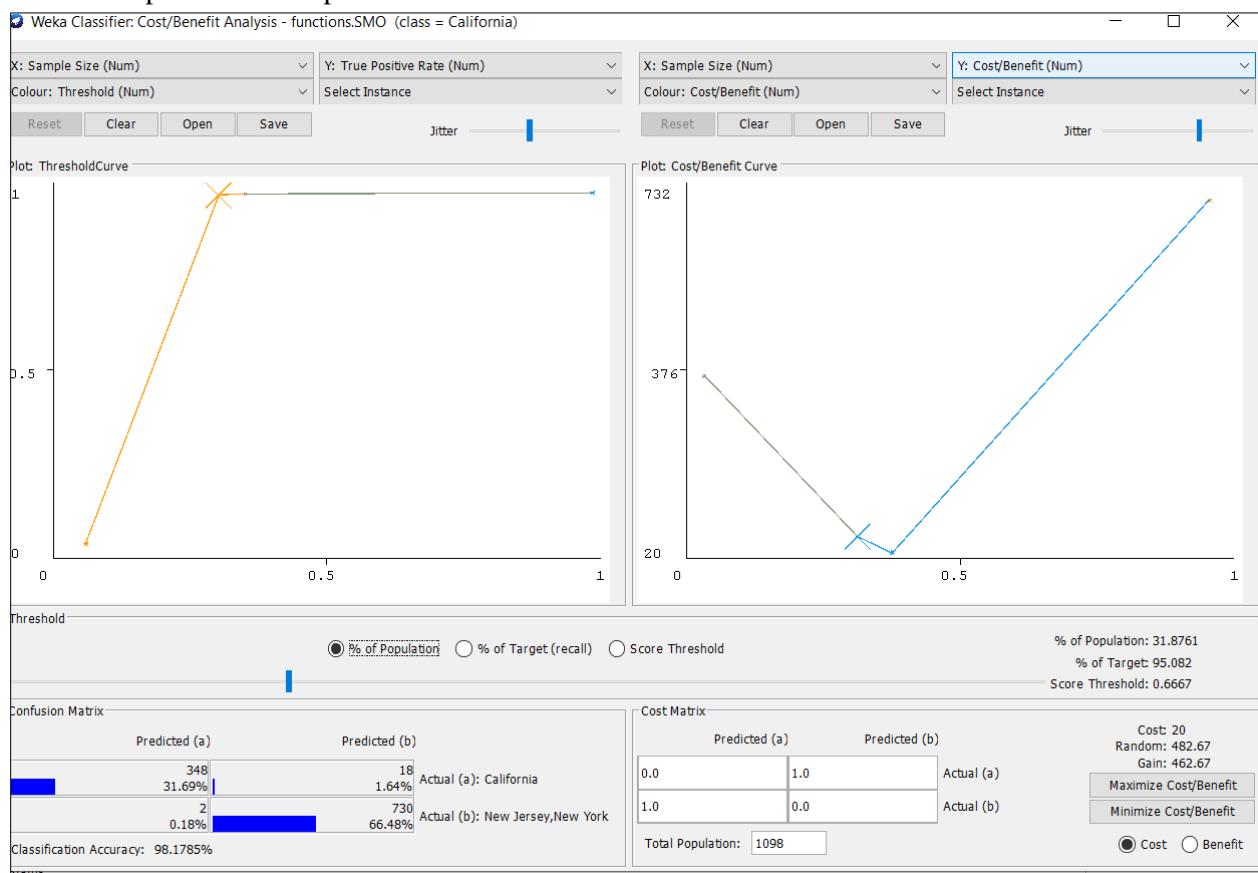 Weka Classifier: Cost/Benefit Analysis - functions.SMO (class = California)
X: Sample Size (Num)
Y: True Positive Rate (Num)
X: Sample Size (Num)
Y: Cost/Benefit (Num)
Colour: Threshold (Num)
Select Instance
Colour: Cost/Benefit (Num)
Select Instance
Reset
Clear
Open
Save
Jitter
Reset
Clear
Open
Save
Jitter
Plot: ThresholdCurve
1
0.5
0
0
0.5
1
Plot: Cost/Benefit Curve
732
376
20
0
0.5
1
Threshold
% of Population
% of Target (recall)
Score Threshold
% of Population: 31.8761
% of Target: 95.082
Score Threshold: 0.6667
Confusion Matrix
Predicted (a)
Predicted (b)
348
31.69%
18
1.64%
Actual (a): California
2
0.18%
730
66.48%
Actual (b): New Jersey,New York
Classification Accuracy: 98.1785%
Cost Matrix
Predicted (a)
Predicted (b)
0.0
1.0
Actual (a)
1.0
0.0
Actual (b)
Total Population: 1098
Cost: 20
Random: 482.67
Gain: 462.67
Maximize Cost/Benefit
Minimize Cost/Benefit
Cost
Benefit